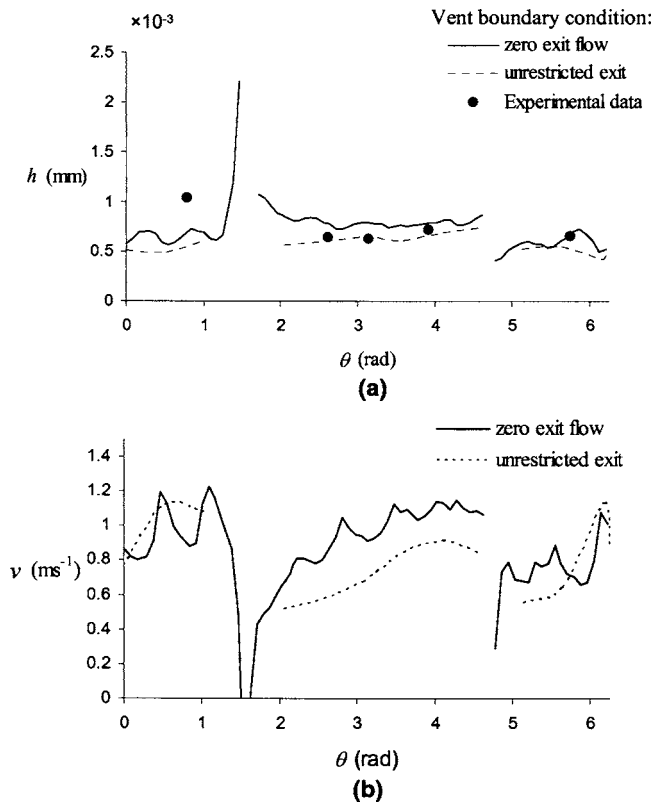 ×10⁻³
Vent boundary condition:
zero exit flow
unrestricted exit
Experimental data
2.5
2
1.5
h (mm)
1
0.5
0
0 1 2 3 4 5 6
θ (rad)
(a)
zero exit flow
unrestricted exit
1.4
1.2
1
0.8
ν (ms⁻¹)
0.6
0.4
0.2
0
0 1 2 3 4 5 6
θ (rad)
(b)